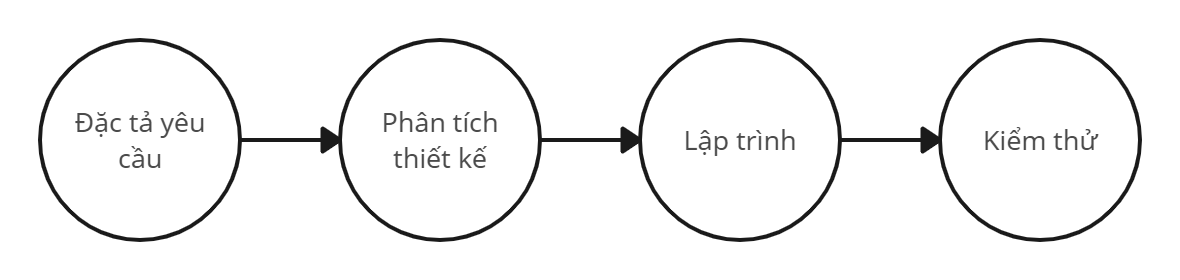 Đặc tả yêu
cầu
Phân tích
thiết kế
Lập trình
Kiểm thử